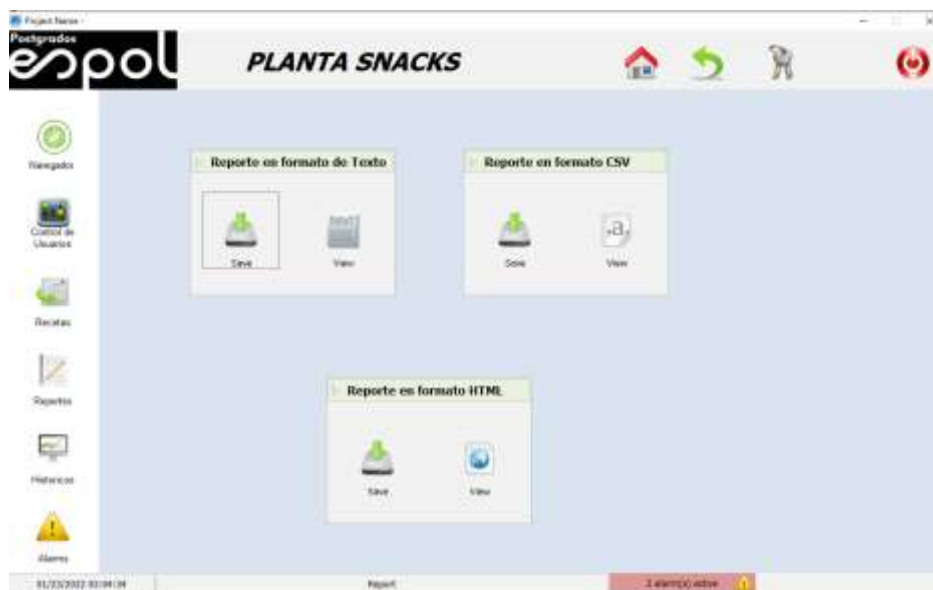 Project Name -
Postgrados
espol
PLANTA SNACKS
Navegador
Control de
Usuarios
Recetas
Reportes
Historicos
Alarms
Reporte en formato de Texto
Save
View
Reporte en formato CSV
.a,
Save
View
Reporte en formato HTML
Save
View
Report
2 alarm(s) active